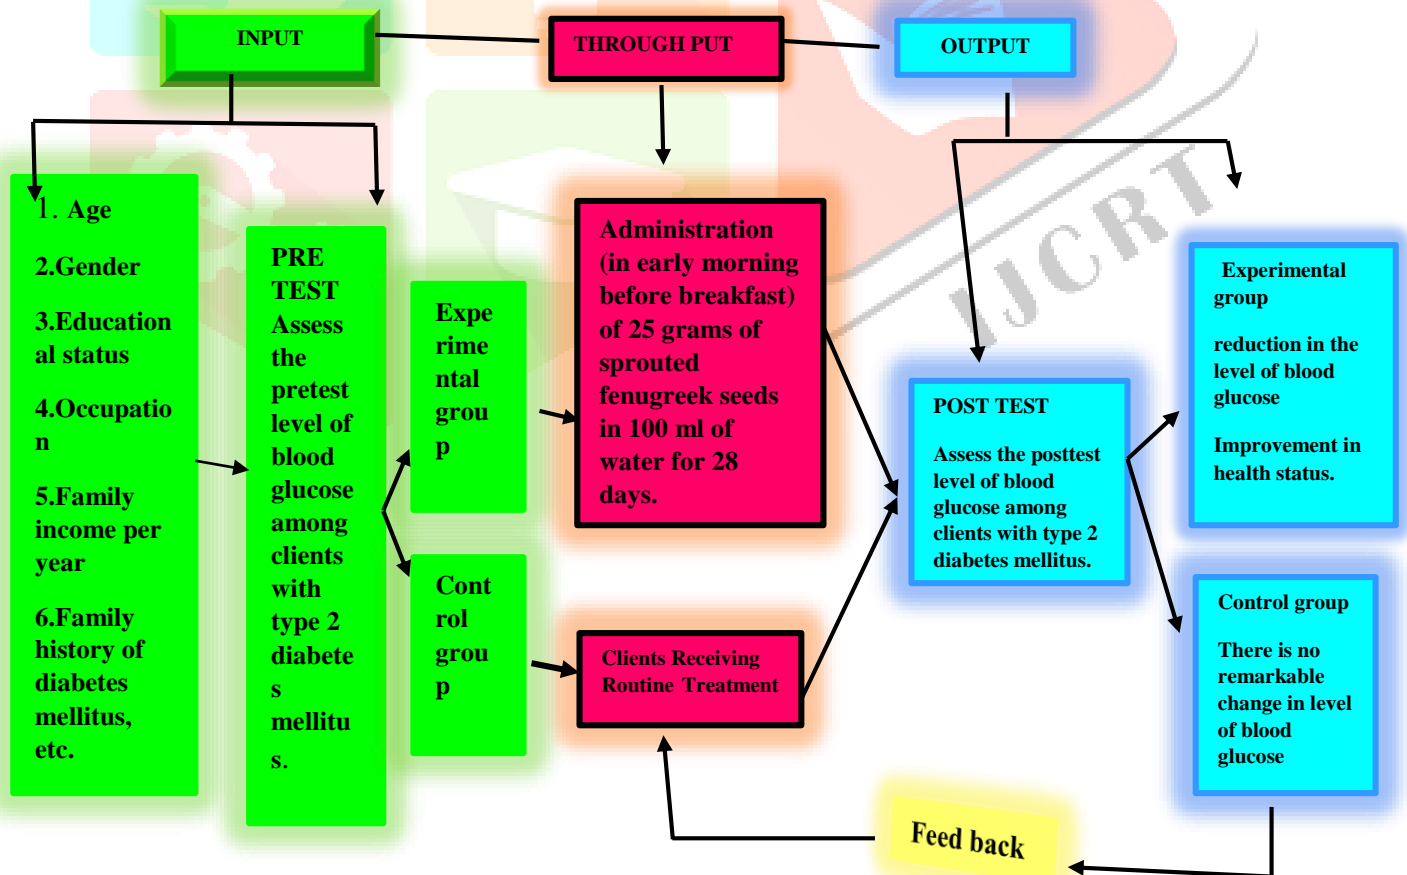 INPUT
THROUGH PUT
OUTPUT
1. Age
2.Gender
3.Education
al status
4.Occupatio
n
5.Family
income per
year
6.Family
history of
diabetes
mellitus,
etc.
PRE
TEST
Assess
the
pretest
level of
blood
glucose
among
clients
with
type 2
diabete
s
mellitu
s.
Expe
rime
ntal
grou
p
Cont
rol
grou
p
Administration
(in early morning
before breakfast)
of 25 grams of
sprouted
fenugreek seeds
in 100 ml of
water for 28
days.
Clients Receiving
Routine Treatment
POST TEST
Assess the posttest
level of blood
glucose among
clients with type 2
diabetes mellitus.
Experimental
group
reduction in the
level of blood
glucose
Improvement in
health status.
Control group
There is no
remarkable
change in level
of blood
glucose
Feed back
IJCRT